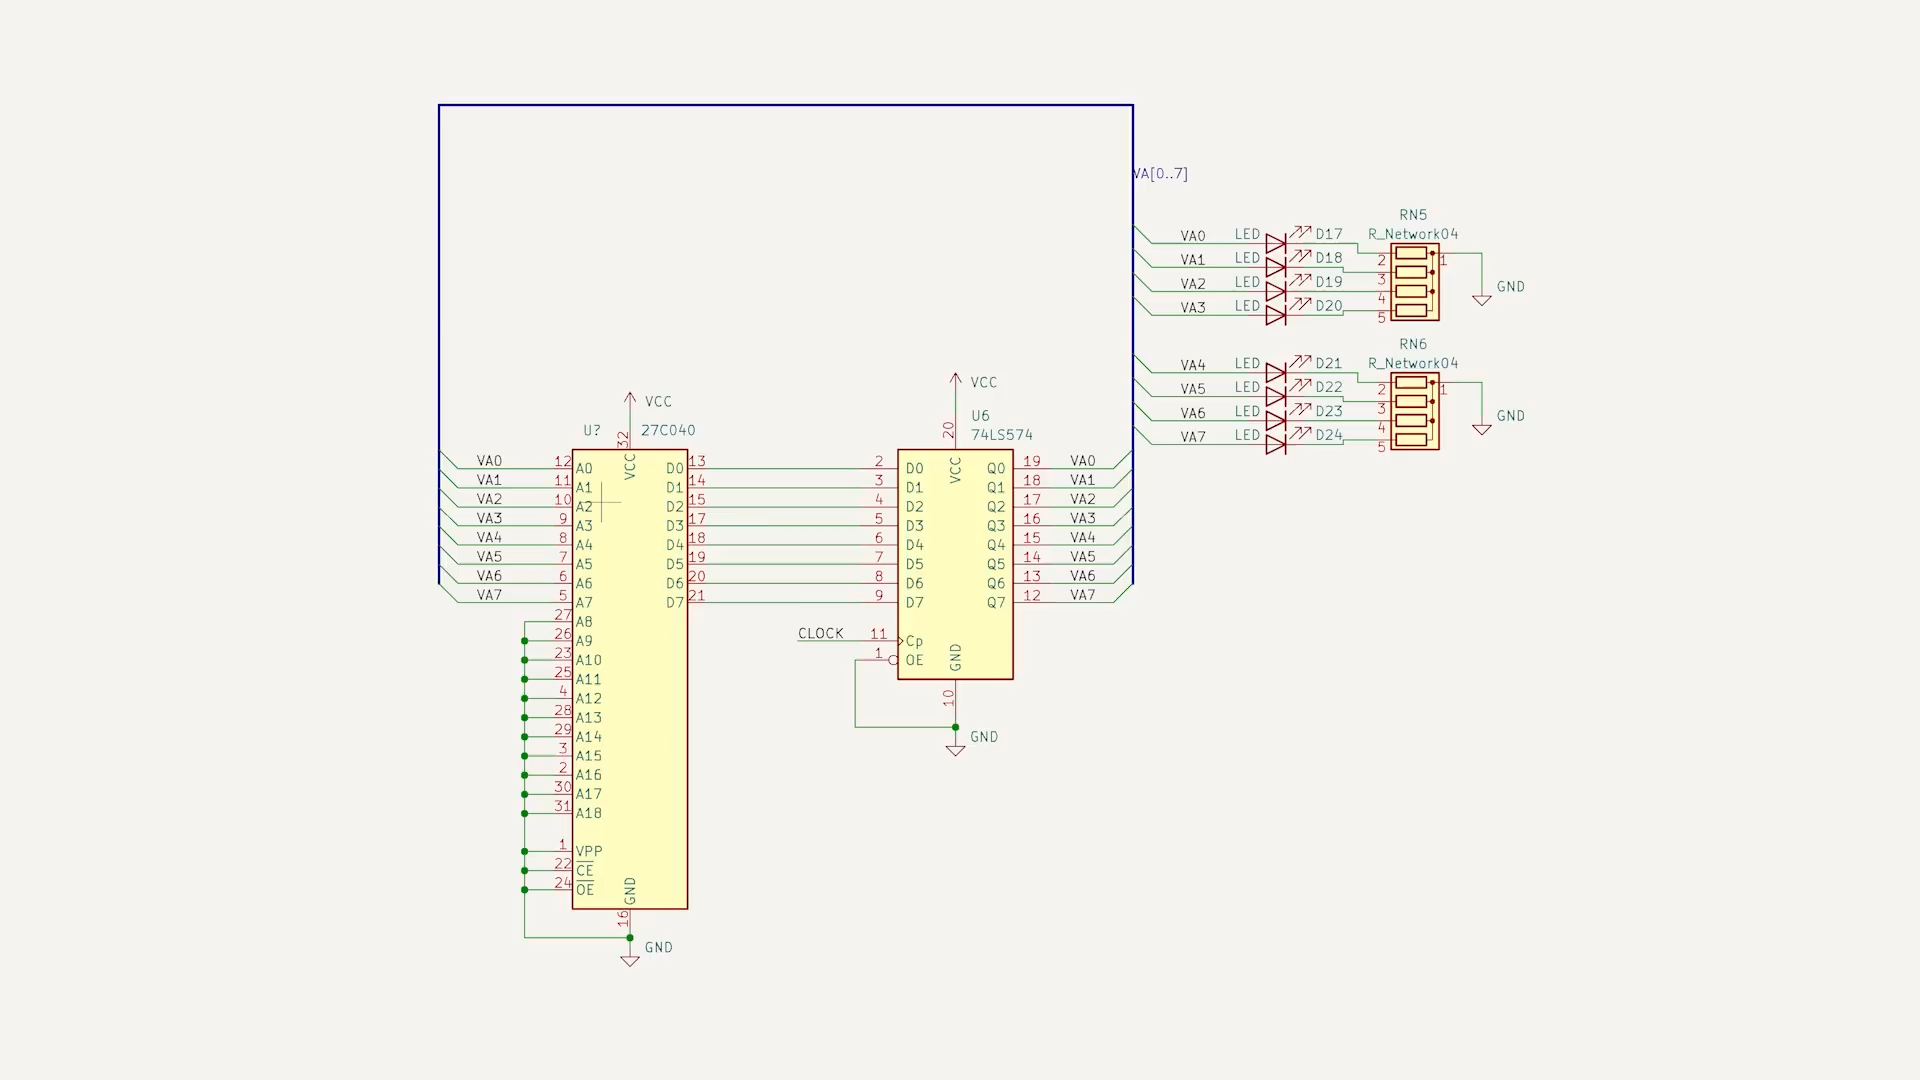 VA[0..7]
RN5
R_Network04
VA0 LED D17
VA1 LED D18
VA2 LED D19
VA3 LED D20
2 1
3
4
5
GND
RN6
R_Network04
VA4 LED D21
VA5 LED D22
VA6 LED D23
VA7 LED D24
2 1
3
4
5
GND
VCC
U? 27C040
32
VCC
VA0 12 A0 D0 13
VA1 11 A1 D1 14
VA2 10 A2 D2 15
VA3 9 A3 D3 17
VA4 8 A4 D4 18
VA5 7 A5 D5 19
VA6 6 A6 D6 20
VA7 5 A7 D7 21
27 A8
26 A9
23 A10
25 A11
4 A12
28 A13
29 A14
3 A15
2 A16
30 A17
31 A18
1 VPP
22 CE
24 OE
GND
16
GND
VCC
U6
74LS574
20
VCC
2 D0 Q0 19 VA0
3 D1 Q1 18 VA1
4 D2 Q2 17 VA2
5 D3 Q3 16 VA3
6 D4 Q4 15 VA4
7 D5 Q5 14 VA5
8 D6 Q6 13 VA6
9 D7 Q7 12 VA7
CLOCK 11 Cp
1 OE
GND
10
GND